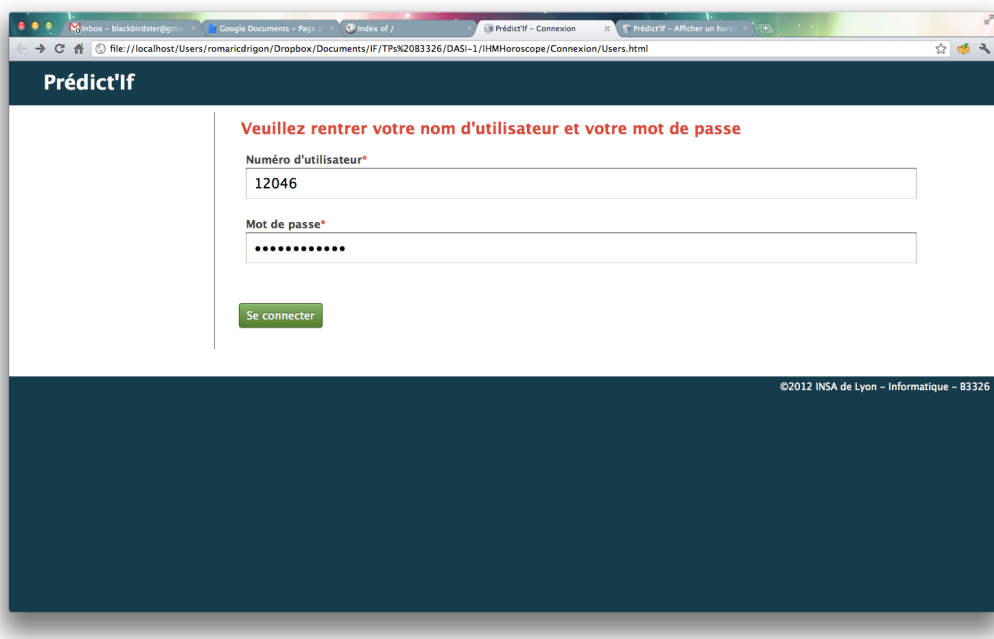 Inbox – blackbirdster@gma
Google Documents – Page d
Index of /
Prédict'If – Connexion
Prédict'If – Afficher un horos
file://localhost/Users/romaricdrigon/Dropbox/Documents/IF/TPs%20B3326/DASI-1/IHMHoroscope/Connexion/Users.html
Prédict'If
Veuillez rentrer votre nom d'utilisateur et votre mot de passe
Numéro d'utilisateur*
12046
Mot de passe*
••••••••••••
Se connecter
©2012 INSA de Lyon – Informatique – B3326